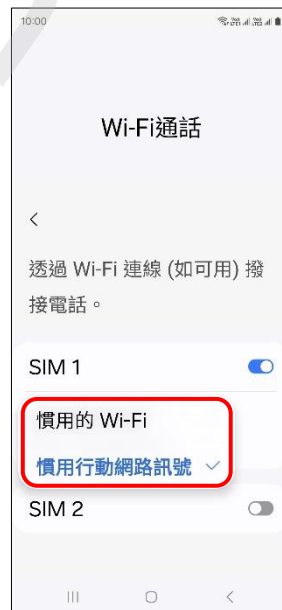 10:00
Wi-Fi通話
透過 Wi-Fi 連線 (如可用) 撥
接電話。
SIM 1
慣用的 Wi-Fi
慣用行動網路訊號
SIM 2